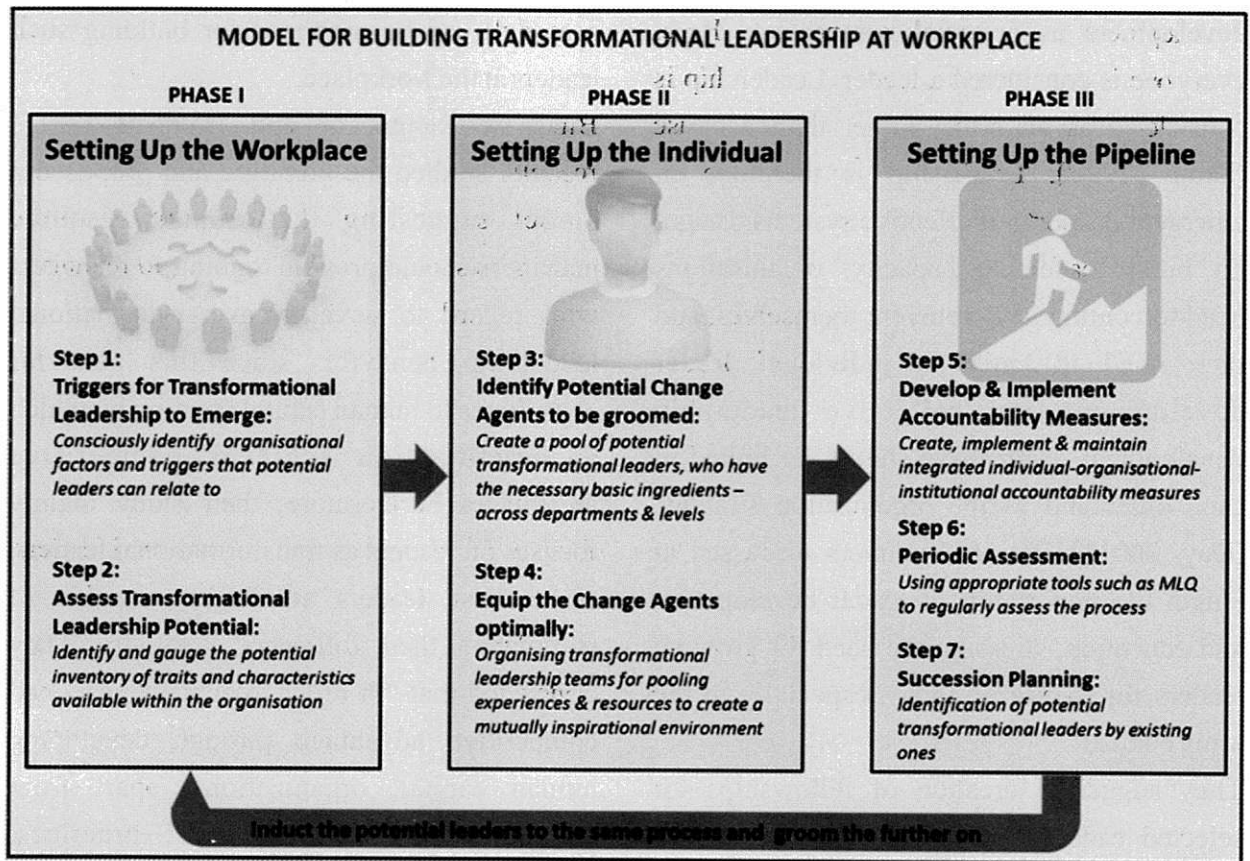 MODEL FOR BUILDING TRANSFORMATIONAL LEADERSHIP AT WORKPLACE
PHASE I
Setting Up the Workplace
Step 1:
Triggers for Transformational
Leadership to Emerge:
Consciously identify organisational
factors and triggers that potential
leaders can relate to
Step 2:
Assess Transformational
Leadership Potential:
Identify and gauge the potential
inventory of traits and characteristics
available within the organisation
PHASE II
Setting Up the Individual
Step 3:
Identify Potential Change
Agents to be groomed:
Create a pool of potential
transformational leaders, who have
the necessary basic ingredients –
across departments & levels
Step 4:
Equip the Change Agents
optimally:
Organising transformational
leadership teams for pooling
experiences & resources to create a
mutually inspirational environment
PHASE III
Setting Up the Pipeline
Step 5:
Develop & Implement
Accountability Measures:
Create, implement & maintain
integrated individual-organisational-
institutional accountability measures
Step 6:
Periodic Assessment:
Using appropriate tools such as MLQ
to regularly assess the process
Step 7:
Succession Planning:
Identification of potential
transformational leaders by existing
ones
Induct the potential leaders to the same process and groom the further on